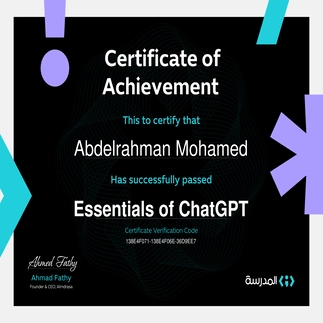 Certificate of
Achievement
This to certify that
Abdelrahman Mohamed
Has successfully passed
Essentials of ChatGPT
Certificate Verification Code
138E4F071-138E4F06E-36D9EE7
Ahmed Fathy
Ahmad Fathy
Founder & CEO, Almdrasa
المدرسة